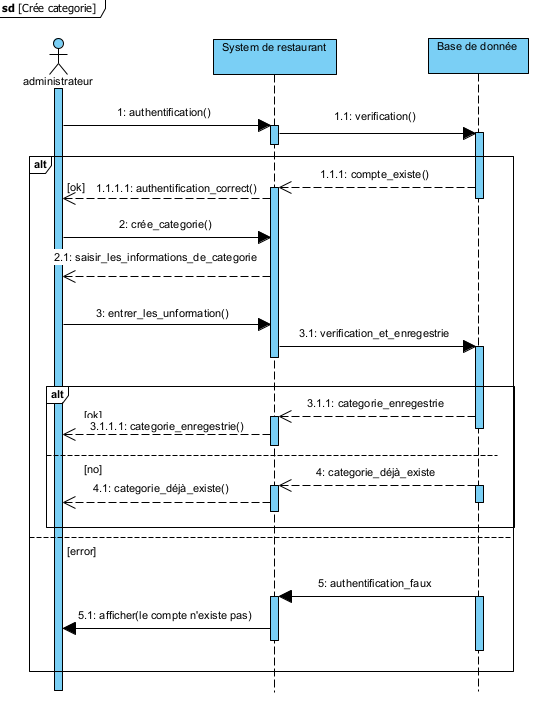 sd [Crée categorie]
System de restaurant
Base de donnée
administrateur
1: authentification()
1.1: verification()
alt
1.1.1: compte_existe()
[ok] 1.1.1.1: authentification_correct()
2: crée_categorie()
2.1: saisir_les_informations_de_categorie
3: entrer_les_unformation()
3.1: verification_et_enregestrie
alt
3.1.1: categorie_enregestrie
[ok]
3.1.1.1: categorie_enregestrie()
[no]
4: categorie_déjà_existe
4.1: categorie_déjà_existe()
[error]
5: authentification_faux
5.1: afficher(le compte n'existe pas)